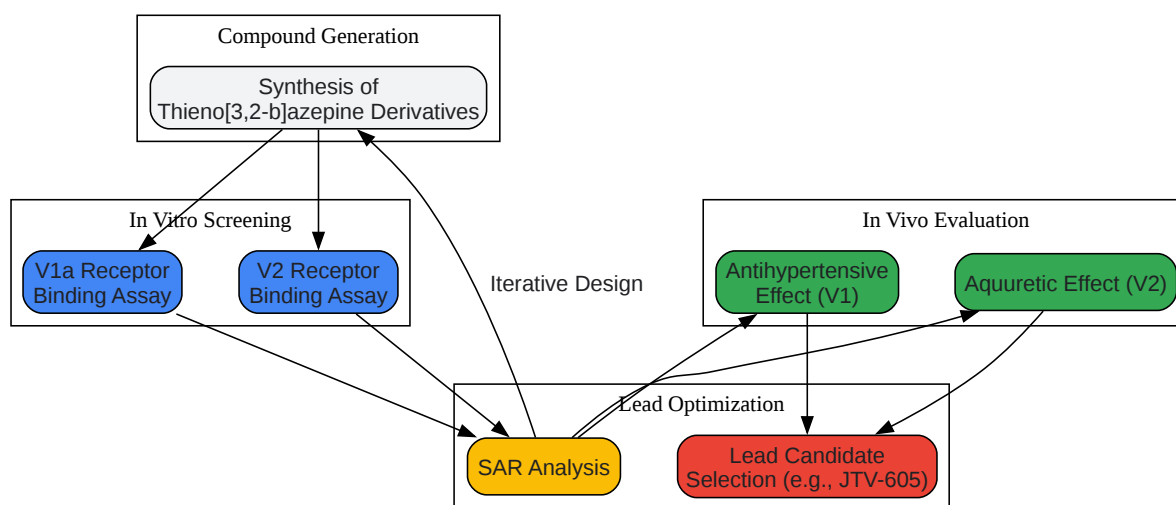 Compound Generation
Synthesis of
Thieno[3,2-b]azepine Derivatives
In Vitro Screening
V1a Receptor
Binding Assay
V2 Receptor
Binding Assay
Iterative Design
In Vivo Evaluation
Antihypertensive
Effect (V1)
Aquuretic Effect (V2)
Lead Optimization
SAR Analysis
Lead Candidate
Selection (e.g., JTV-605)